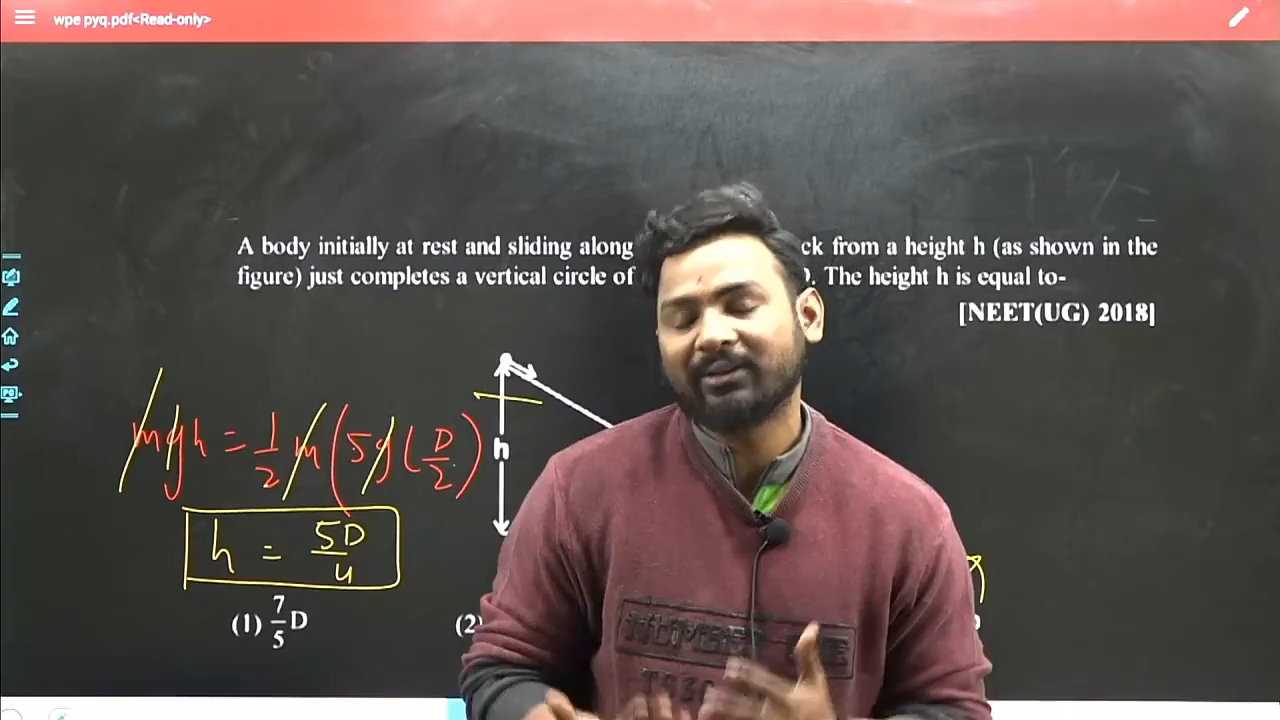 wpe pyq.pdf<Read-only>
A body initially at rest and sliding along ck from a height h (as shown in the
figure) just completes a vertical circle of D. The height h is equal to-
[NEET(UG) 2018]
mgh = 1/2 m (5g (D/2))
h
h = 5D/4
(1) 7/5 D
(2)